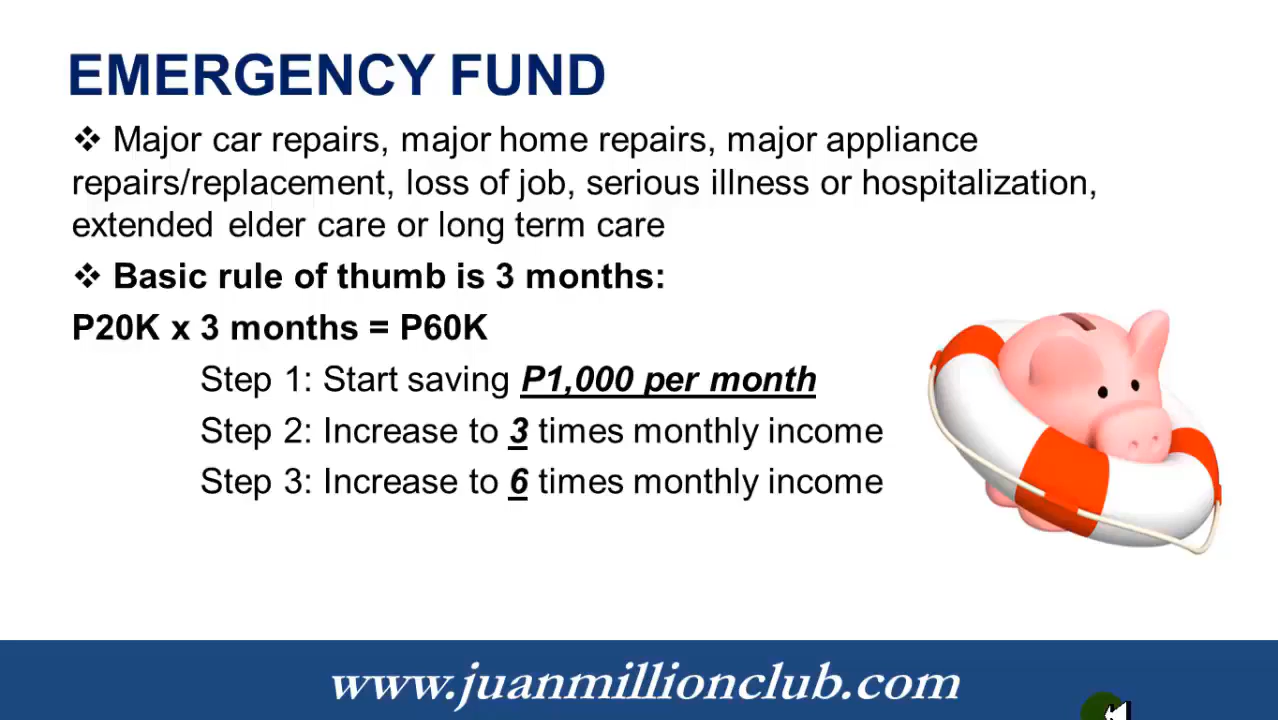 EMERGENCY FUND
❖ Major car repairs, major home repairs, major appliance
repairs/replacement, loss of job, serious illness or hospitalization,
extended elder care or long term care
❖ Basic rule of thumb is 3 months:
P20K x 3 months = P60K
Step 1: Start saving P1,000 per month
Step 2: Increase to 3 times monthly income
Step 3: Increase to 6 times monthly income
www.juanmillionclub.com